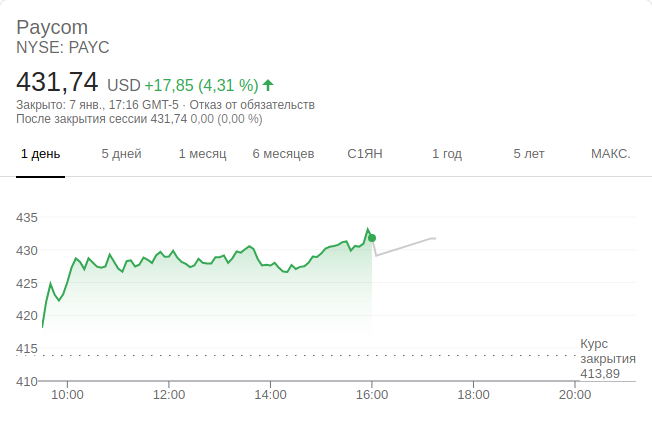 Paycom
NYSE: PAYC
431,74 USD +17,85 (4,31 %)
Закрыто: 7 янв., 17:16 GMT-5 · Отказ от обязательств
После закрытия сессии 431,74 0,00 (0,00 %)
1 день 5 дней 1 месяц 6 месяцев С1ЯН 1 год 5 лет МАКС.
435
430
425
420
415
410
Курс
закрытия
413,89
10:00 12:00 14:00 16:00 18:00 20:00